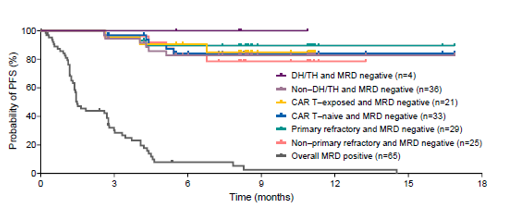 Probability of PFS (%)
100
80
60
40
20
0
DH/TH and MRD negative (n=4)
Non–DH/TH and MRD negative (n=36)
CAR T–exposed and MRD negative (n=21)
CAR T–naive and MRD negative (n=33)
Primary refractory and MRD negative (n=29)
Non–primary refractory and MRD negative (n=25)
Overall MRD positive (n=65)
0 3 6 9 12 15 18
Time (months)